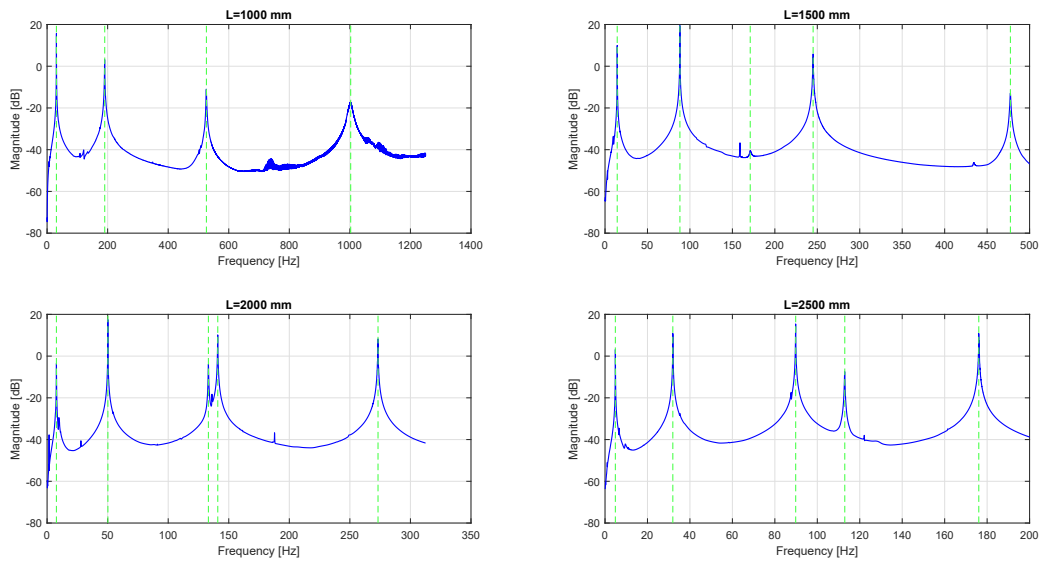 L=1000 mm
20
0
-20
-40
-60
-80
Magnitude [dB]
0 200 400 600 800 1000 1200 1400
Frequency [Hz]
L=1500 mm
20
0
-20
-40
-60
-80
Magnitude [dB]
0 50 100 150 200 250 300 350 400 450 500
Frequency [Hz]
L=2000 mm
20
0
-20
-40
-60
-80
Magnitude [dB]
0 50 100 150 200 250 300 350
Frequency [Hz]
L=2500 mm
20
0
-20
-40
-60
-80
Magnitude [dB]
0 20 40 60 80 100 120 140 160 180 200
Frequency [Hz]